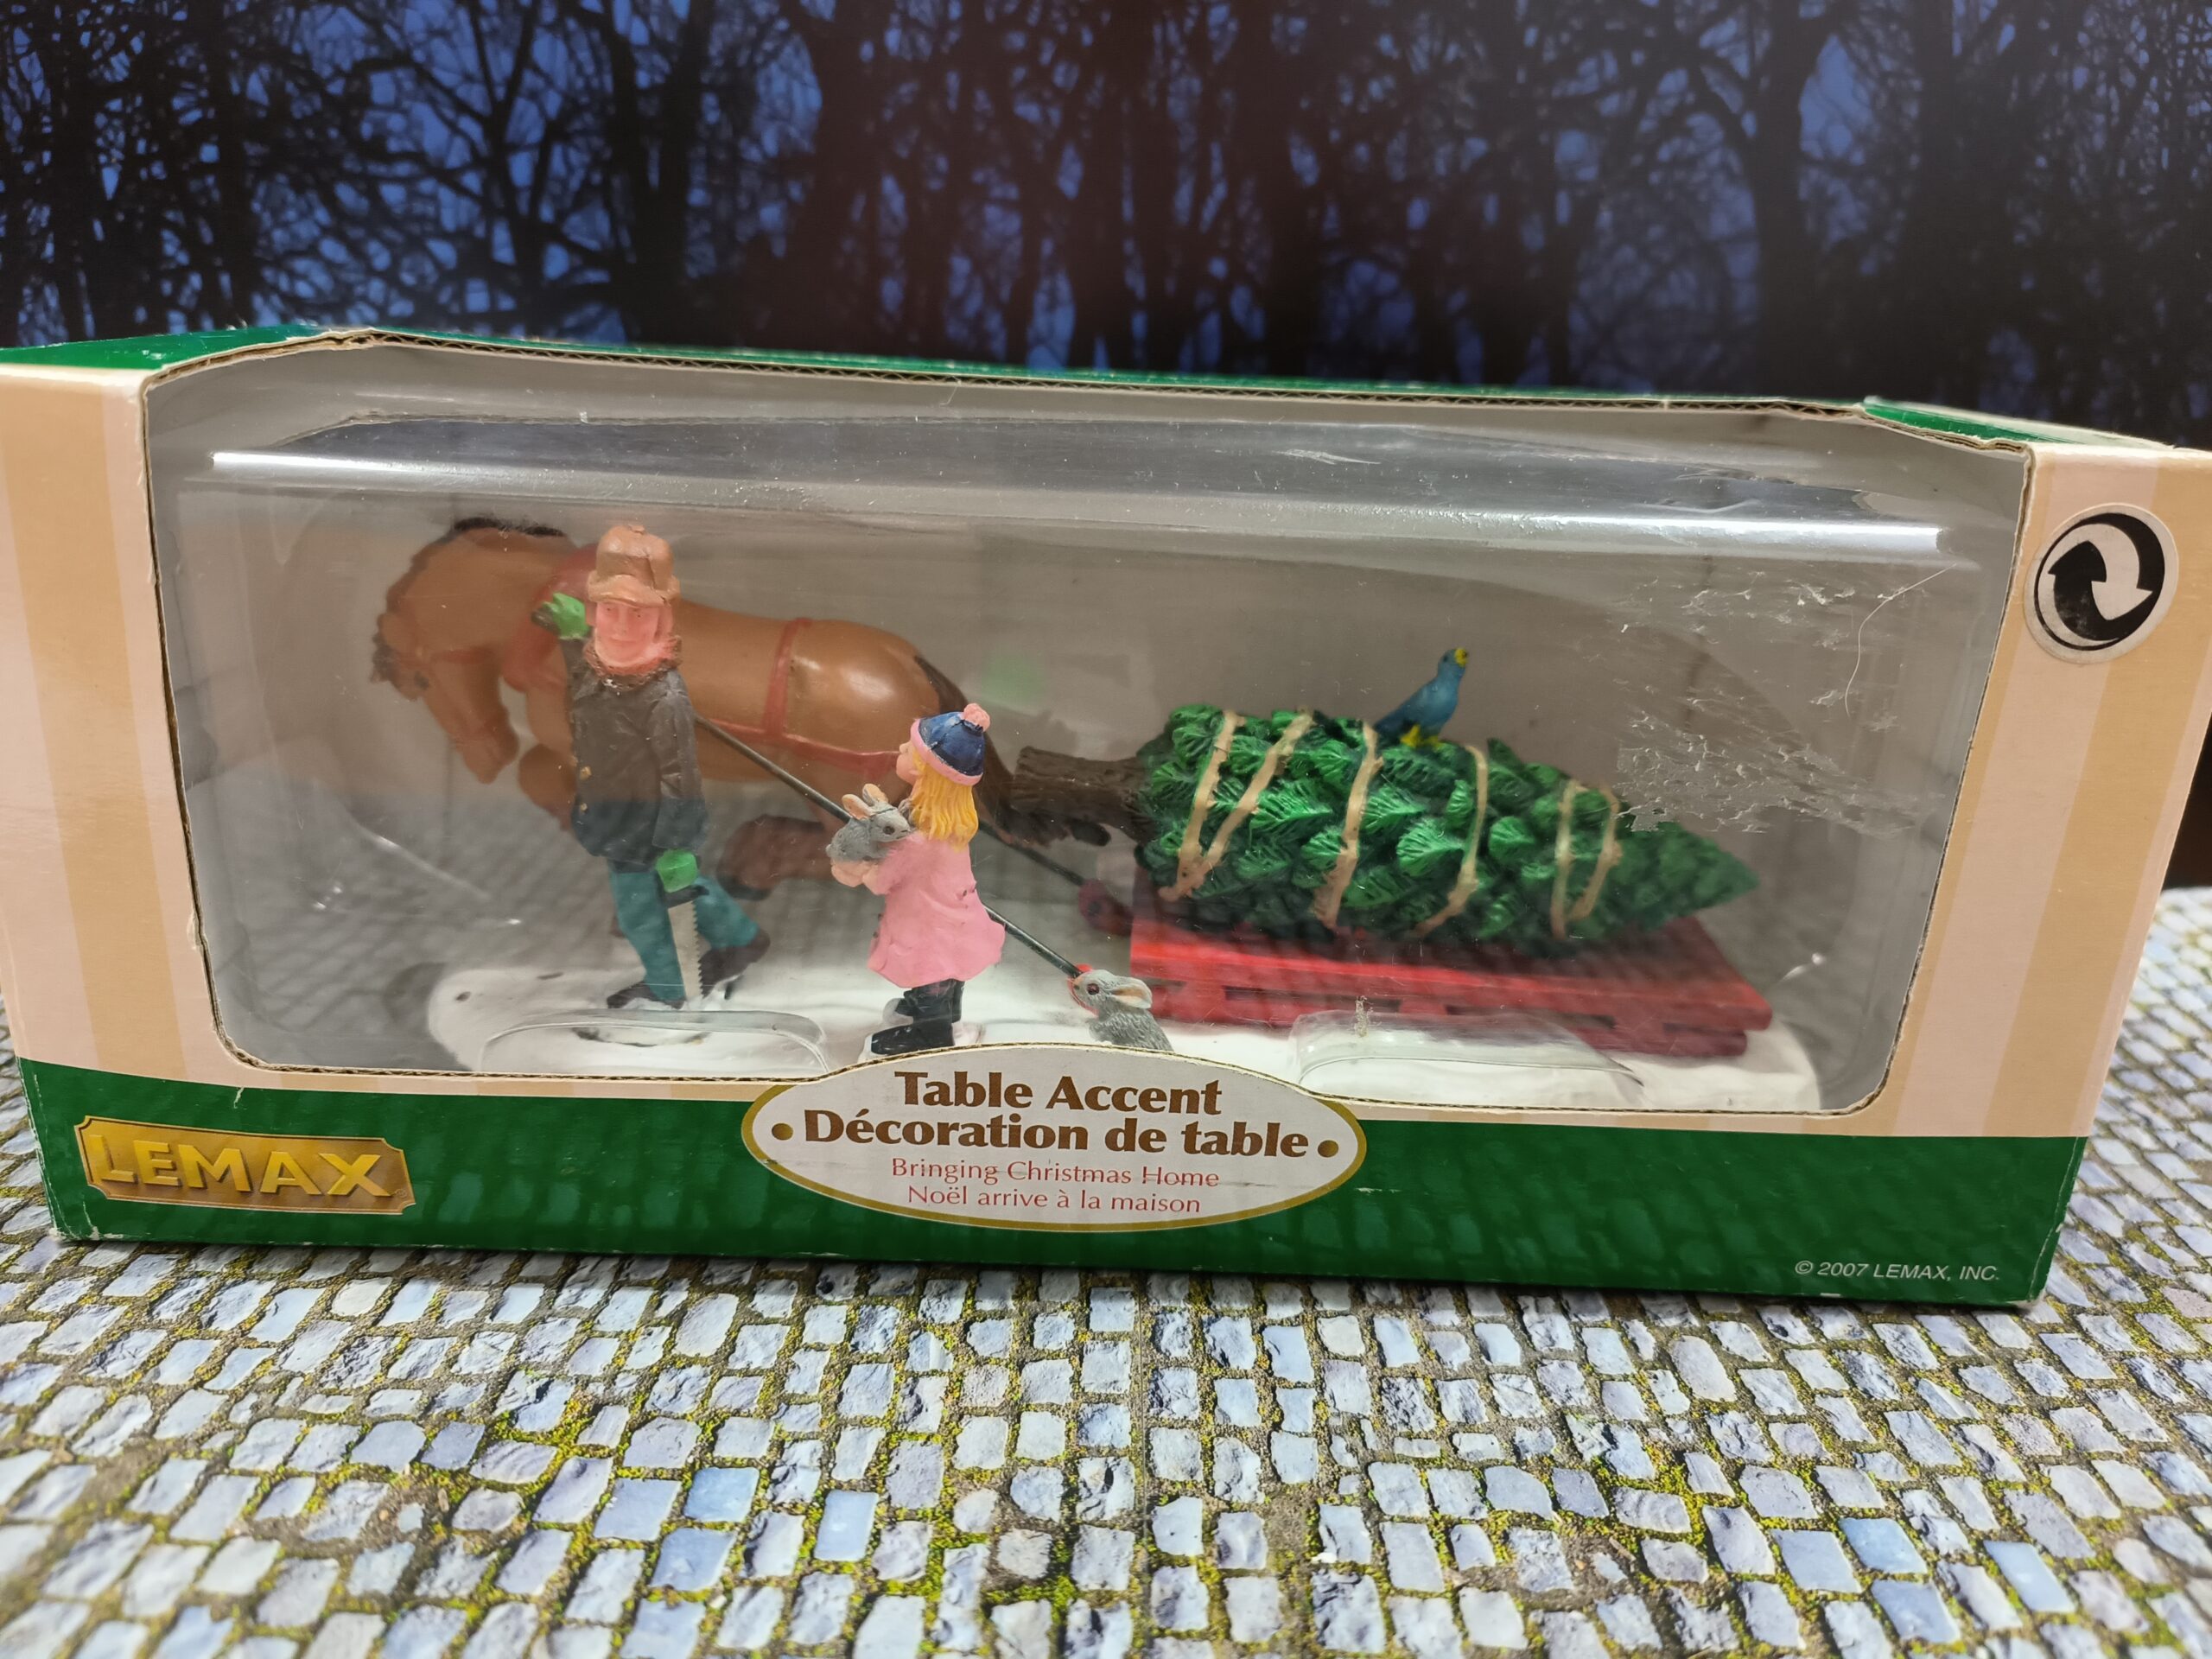 LEMAX
Table Accent
• Décoration de table •
Bringing Christmas Home
Noël arrive à la maison
© 2007 LEMAX, INC.